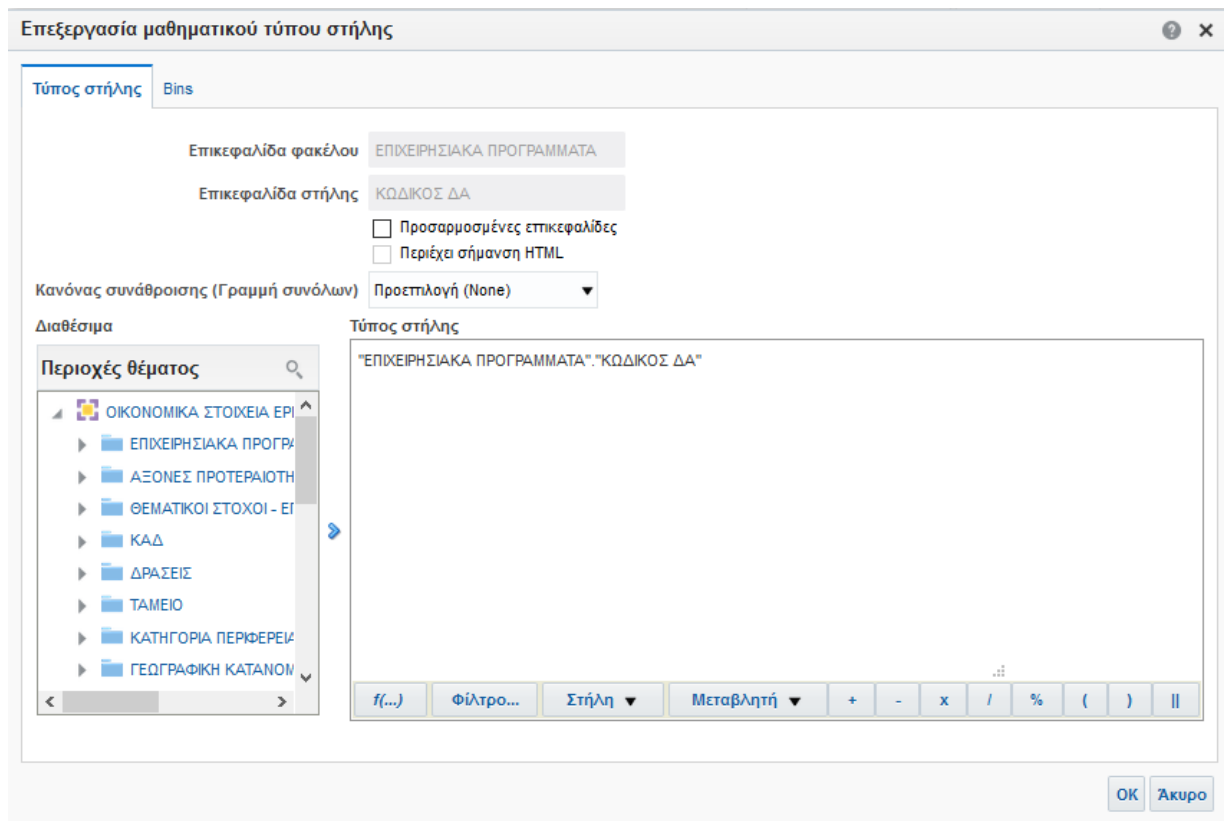 Επεξεργασία μαθηματικού τύπου στήλης
Τύπος στήλης Bins
Επικεφαλίδα φακέλου ΕΠΙΧΕΙΡΗΣΙΑΚΑ ΠΡΟΓΡΑΜΜΑΤΑ
Επικεφαλίδα στήλης ΚΩΔΙΚΟΣ ΔΑ
Προσαρμοσμένες επικεφαλίδες
Περιέχει σήμανση HTML
Κανόνας συνάθροισης (Γραμμή συνόλων) Προεπιλογή (None)
Διαθέσιμα
Περιοχές θέματος
ΟΙΚΟΝΟΜΙΚΑ ΣΤΟΙΧΕΙΑ ΕΡΓ
ΕΠΙΧΕΙΡΗΣΙΑΚΑ ΠΡΟΓΡΑ
ΑΞΟΝΕΣ ΠΡΟΤΕΡΑΙΟΤΗ
ΘΕΜΑΤΙΚΟΙ ΣΤΟΧΟΙ - ΕΠ
ΚΑΔ
ΔΡΑΣΕΙΣ
ΤΑΜΕΙΟ
ΚΑΤΗΓΟΡΙΑ ΠΕΡΙΦΕΡΕΙΑ
ΓΕΩΓΡΑΦΙΚΗ ΚΑΤΑΝΟΜ
Τύπος στήλης
"ΕΠΙΧΕΙΡΗΣΙΑΚΑ ΠΡΟΓΡΑΜΜΑΤΑ"."ΚΩΔΙΚΟΣ ΔΑ"
f(...) Φίλτρο... Στήλη Μεταβλητή + - x / % ( ) ||
OK Άκυρο